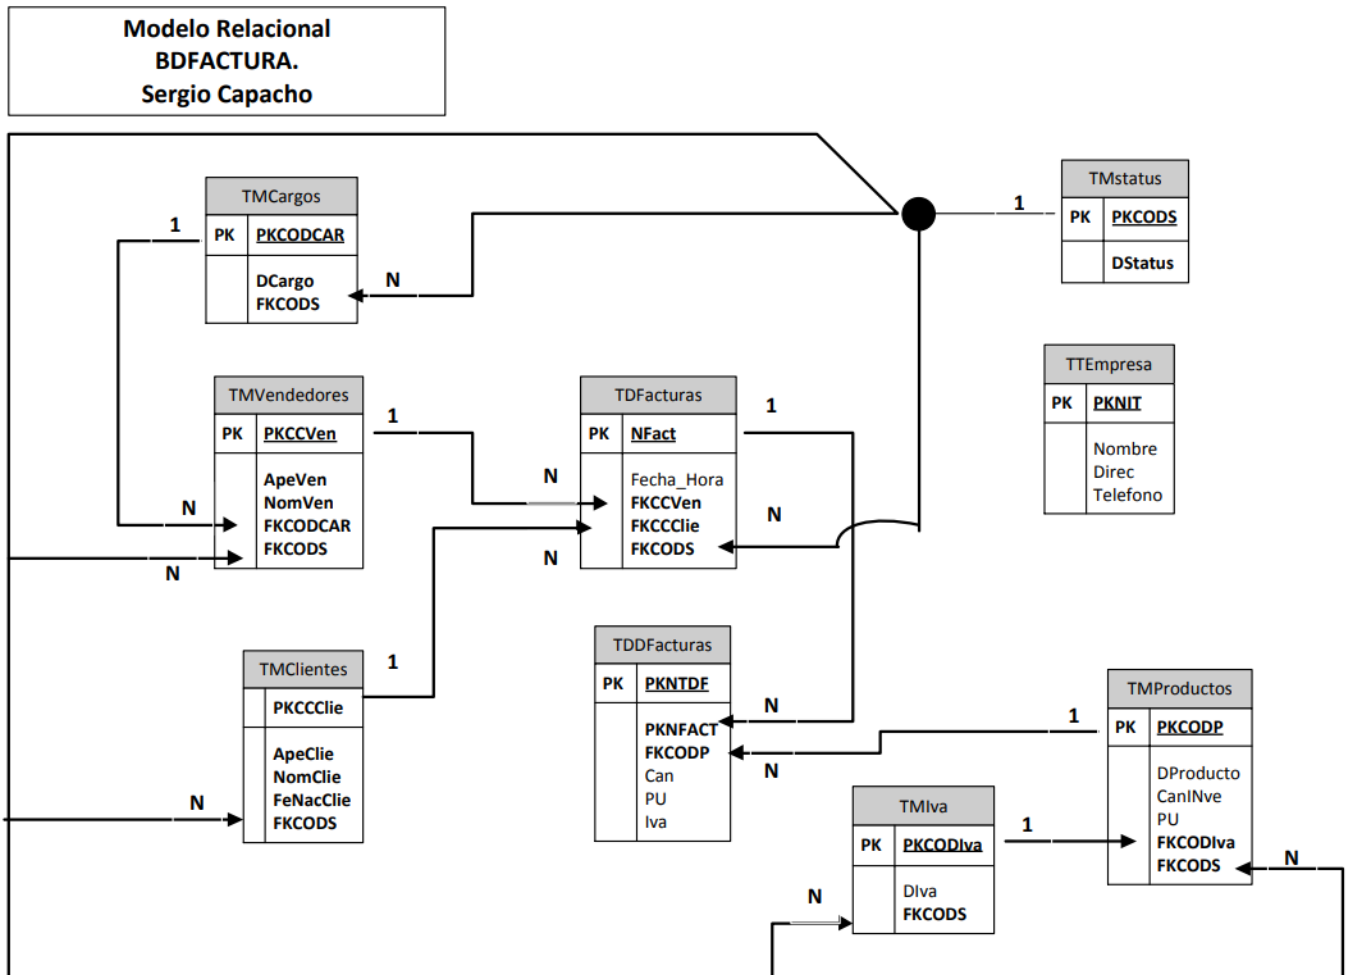 Modelo Relacional
BDFACTURA.
Sergio Capacho
TMCargos
PK PKCODCAR
DCargo
FKCODS
1
N
TMstatus
PK PKCODS
DStatus
1
TTEmpresa
PK PKNIT
Nombre
Direc
Telefono
TMVendedores
PK PKCCVen
ApeVen
NomVen
FKCODCAR
FKCODS
1
N
N
TDFacturas
PK NFact
Fecha_Hora
FKCCVen
FKCCClie
FKCODS
1
N
N
N
TMClientes
PKCCClie
ApeClie
NomClie
FeNacClie
FKCODS
1
N
TDDFacturas
PK PKNTDF
PKNFACT
FKCODP
Can
PU
Iva
N
N
TMProductos
PK PKCODP
DProducto
CanINve
PU
FKCODIva
FKCODS
1
N
TMIva
PK PKCODIva
DIva
FKCODS
1
N